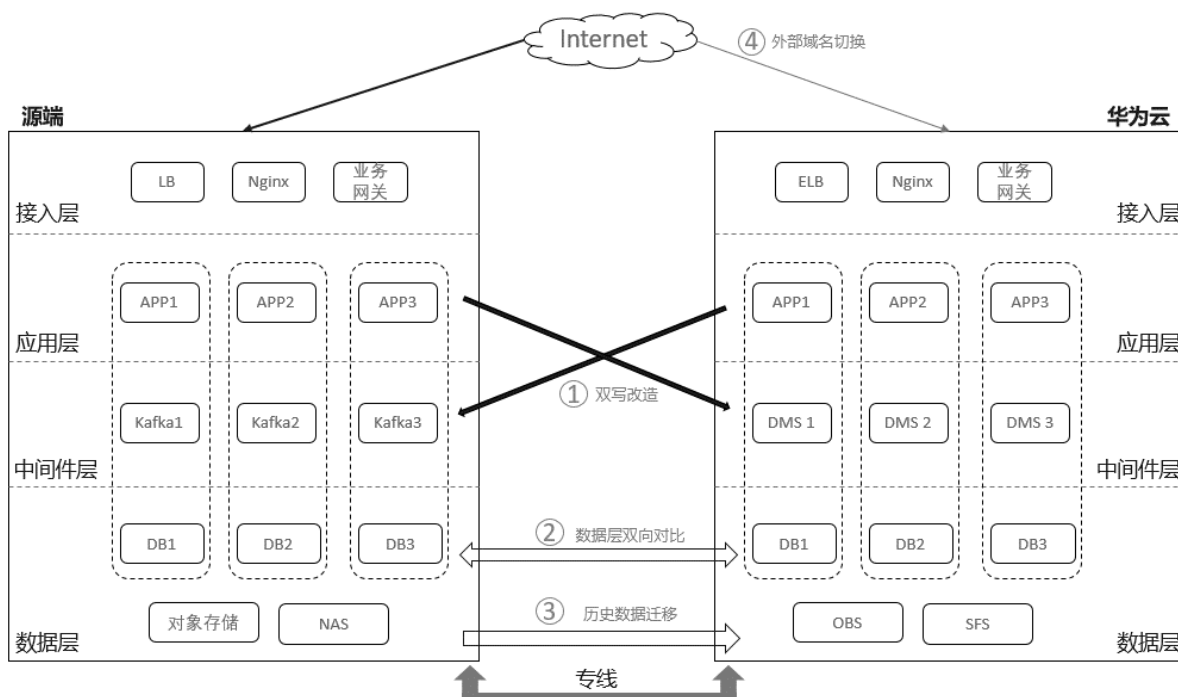 Internet
④ 外部域名切换
源端
华为云
LB
Nginx
业务
网关
接入层
ELB
Nginx
业务
网关
接入层
APP1
APP2
APP3
应用层
APP1
APP2
APP3
应用层
① 双写改造
Kafka1
Kafka2
Kafka3
中间件层
DMS 1
DMS 2
DMS 3
中间件层
② 数据层双向对比
DB1
DB2
DB3
DB1
DB2
DB3
③ 历史数据迁移
对象存储
NAS
数据层
OBS
SFS
数据层
专线